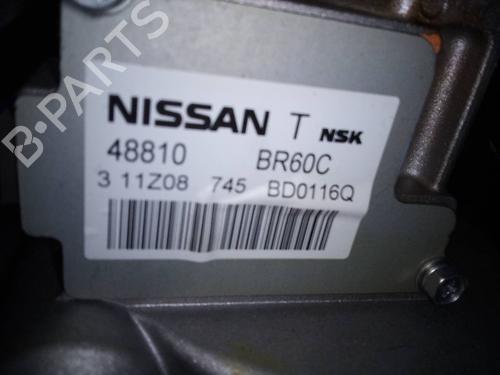 B-PARTS
NISSAN T NSK
48810 BR60C
3 11Z08 745 BD0116Q